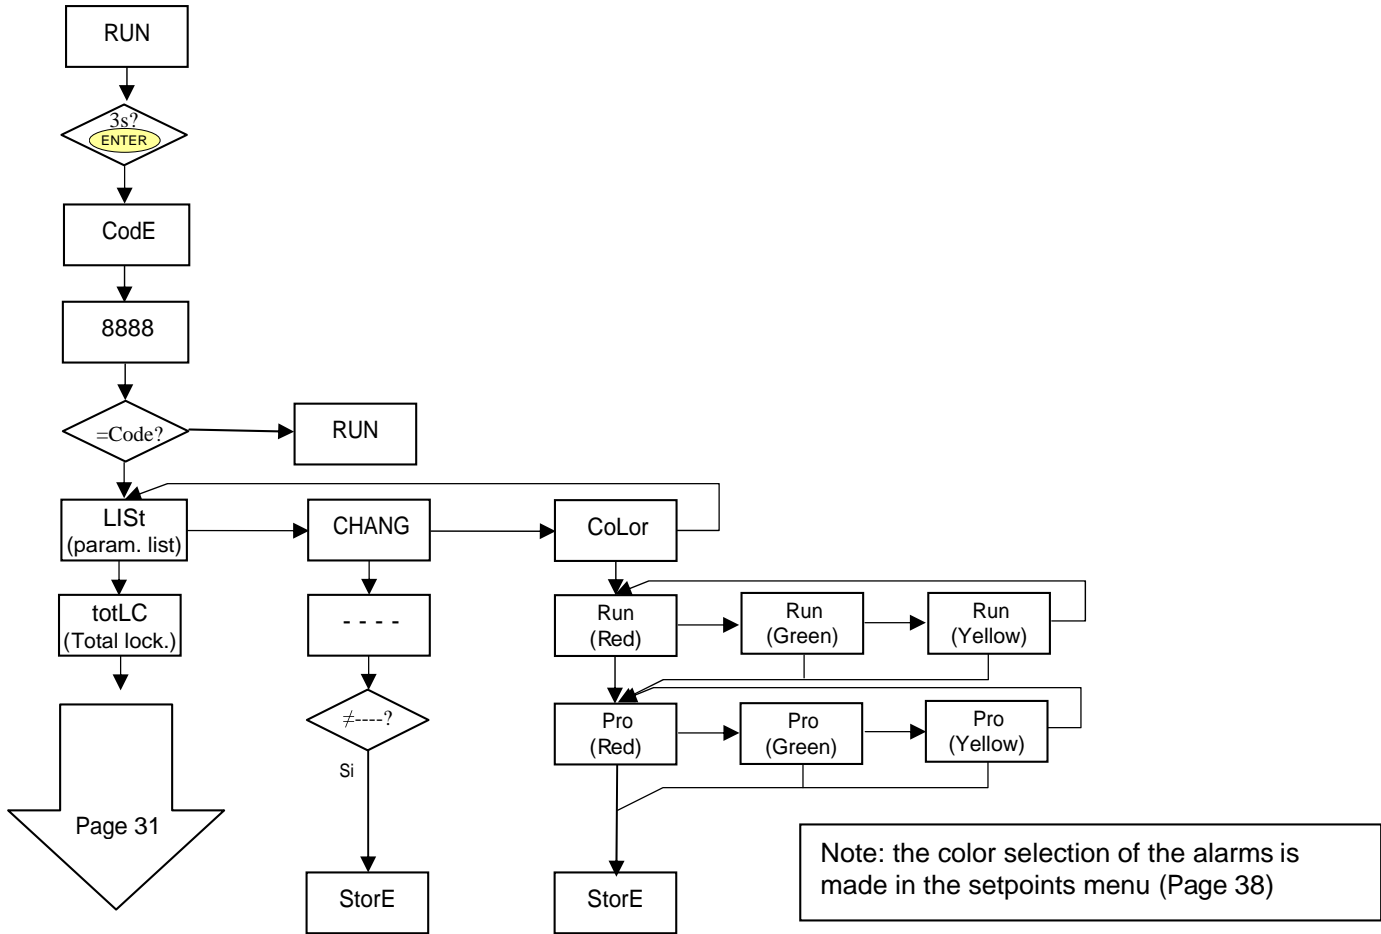 RUN
3s?
ENTER
CodE
8888
=Code?
RUN
LISt
(param. list)
CHANG
CoLor
totLC
(Total lock.)
- - - -
Run
(Red)
Run
(Green)
Run
(Yellow)
≠----?
Pro
(Red)
Pro
(Green)
Pro
(Yellow)
Si
Page 31
StorE
StorE
Note: the color selection of the alarms is
made in the setpoints menu (Page 38)